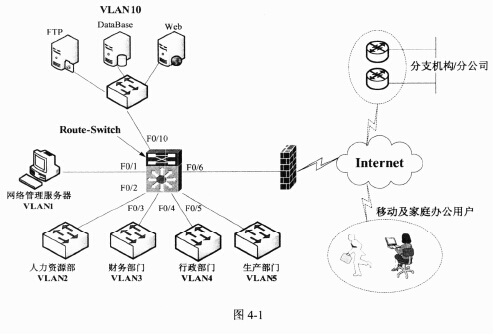 VLAN10
FTP
DataBase
Web
Route-Switch
F0/10
F0/1
F0/6
F0/2
F0/3
F0/4
F0/5
网络管理服务器
VLAN1
人力资源部
VLAN2
财务部门
VLAN3
行政部门
VLAN4
生产部门
VLAN5
分支机构/分公司
Internet
移动及家庭办公用户
图 4-1